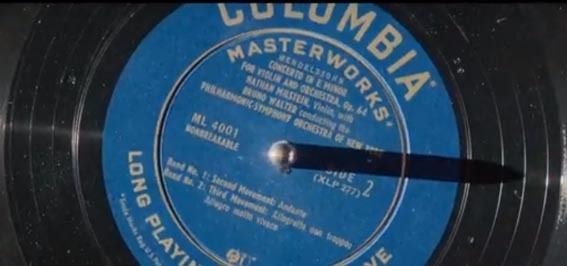 COLUMBIA
MASTERWORKS
MENDELSSOHN
CONCERTO IN E MINOR
FOR VIOLIN AND ORCHESTRA, Op. 64
NATHAN MILSTEIN, Violin, with
BRUNO WALTER conducting the
PHILHARMONIC-SYMPHONY ORCHESTRA OF NEW
ML 4001
NONBREAKABLE
SIDE 2
(XLP 277)
Band No. 1: Second Movement: Andante
Band No. 2: Third Movement: Allegretto non troppo;
Allegro molto vivace
LONG PLAYIN
VE